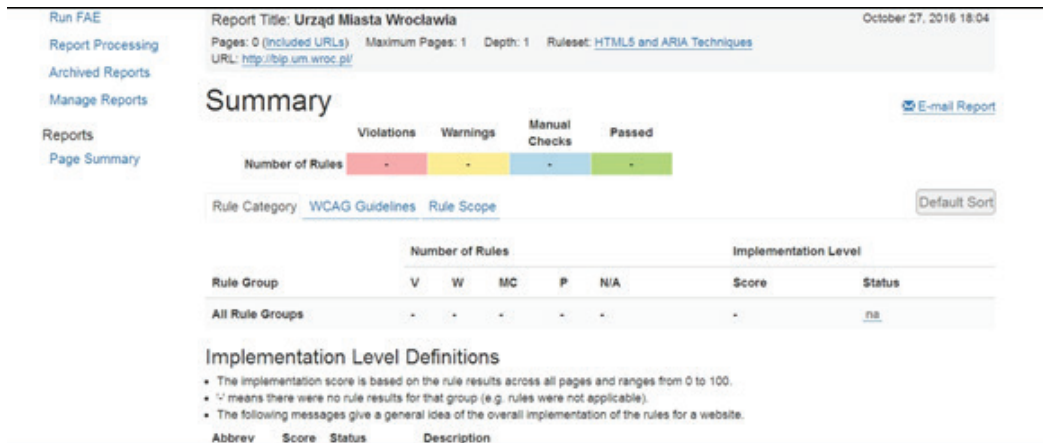 Run FAE
Report Processing
Archived Reports
Manage Reports
Reports
Page Summary
Report Title: Urząd Miasta Wrocławia
October 27, 2016 18:04
Pages: 0 (Included URLs) Maximum Pages: 1 Depth: 1 Ruleset: HTML5 and ARIA Techniques
URL: http://bip.um.wroc.pl/
Summary
E-mail Report
Violations Warnings Manual Checks Passed
Number of Rules - - - -
Rule Category WCAG Guidelines Rule Scope
Default Sort
Number of Rules Implementation Level
Rule Group V W MC P N/A Score Status
All Rule Groups - - - - - - na
Implementation Level Definitions
• The implementation score is based on the rule results across all pages and ranges from 0 to 100.
• '-' means there were no rule results for that group (e.g. rules were not applicable).
• The following messages give a general idea of the overall implementation of the rules for a website.
Abbrev Score Status Description